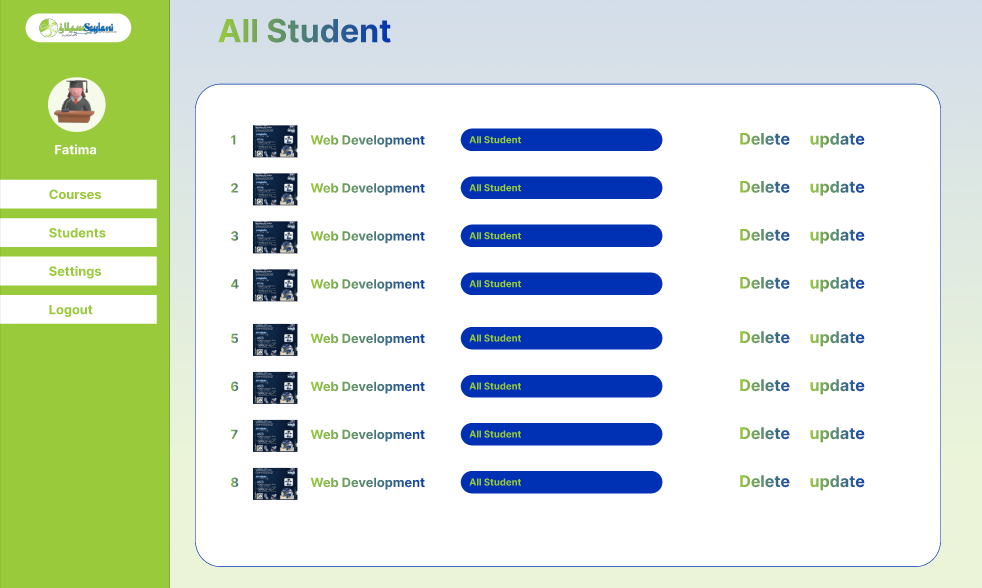 سیلانی Saylani
All Student
Fatima
Courses
Students
Settings
Logout
1 Web Development All Student Delete update
2 Web Development All Student Delete update
3 Web Development All Student Delete update
4 Web Development All Student Delete update
5 Web Development All Student Delete update
6 Web Development All Student Delete update
7 Web Development All Student Delete update
8 Web Development All Student Delete update